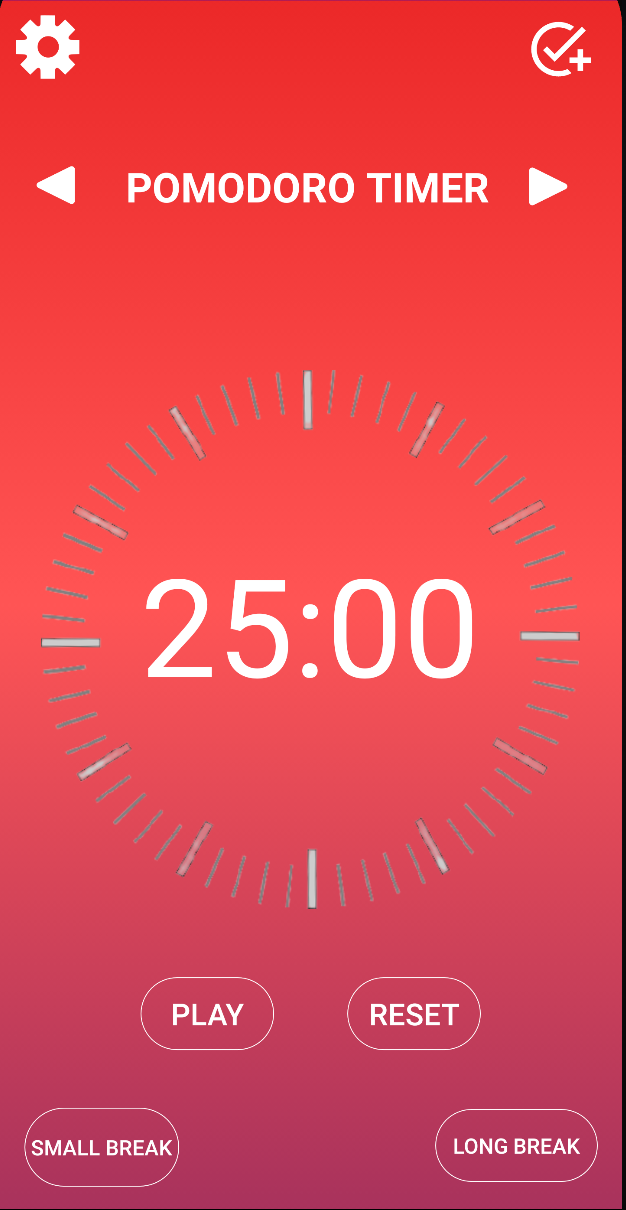 POMODORO TIMER
25:00
PLAY RESET
SMALL BREAK LONG BREAK